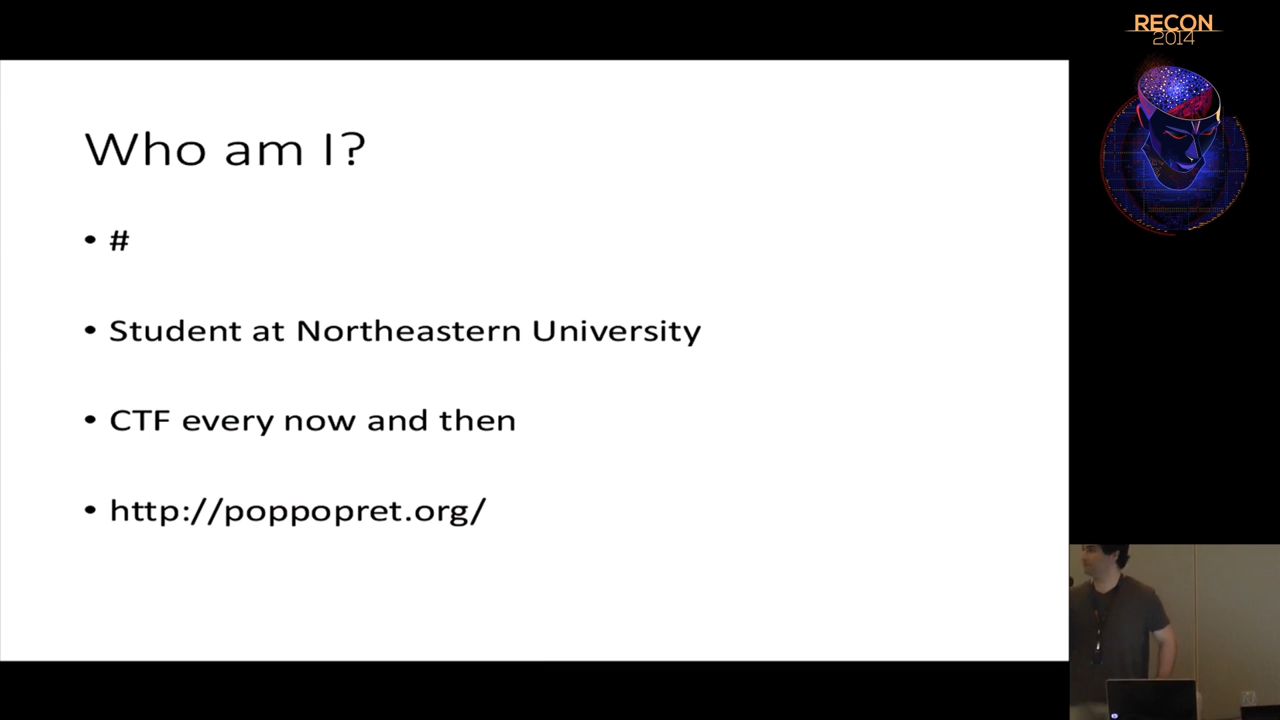 RECON
2014
Who am I?
• #
• Student at Northeastern University
• CTF every now and then
• http://poppopret.org/